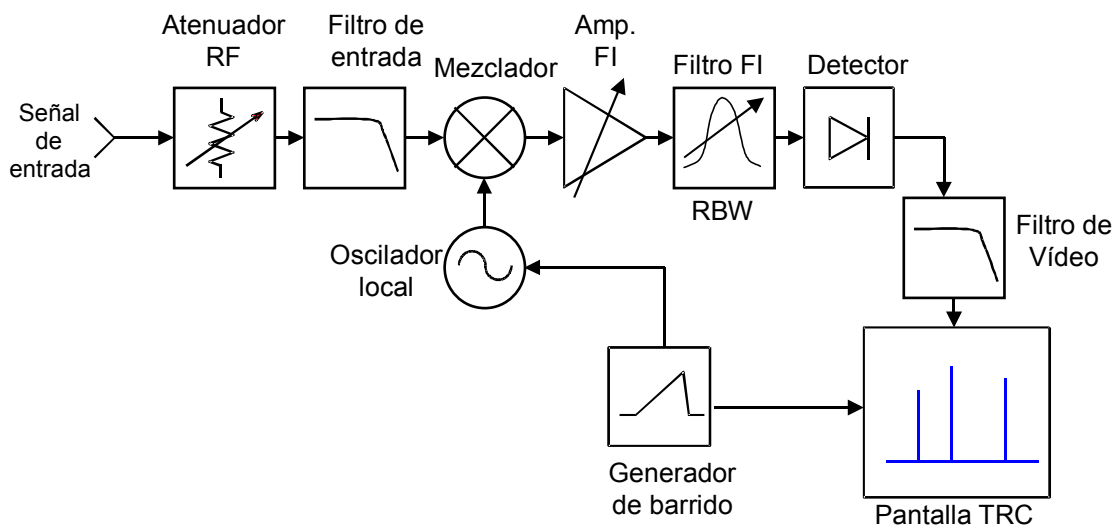 Atenuador
RF
Filtro de
entrada
Mezclador
Amp.
FI
Filtro FI
Detector
Señal
de
entrada
RBW
Filtro de
Vídeo
Oscilador
local
Generador
de barrido
Pantalla TRC